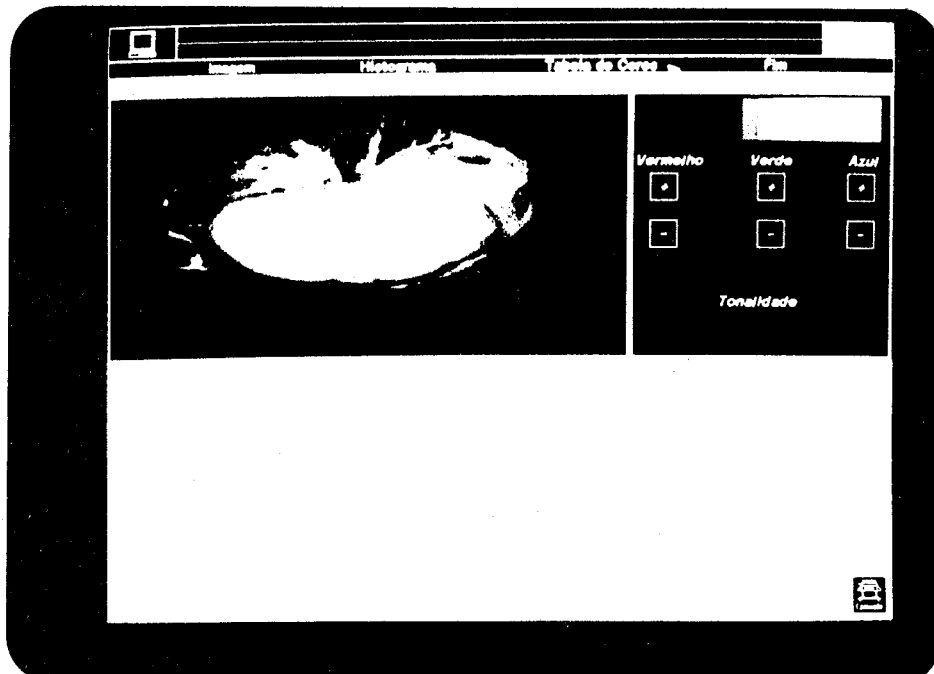 Imagem Histograma Tabela de Cores Fim
Vermelho Verde Azul
+ + +
- - -
Tonalidade